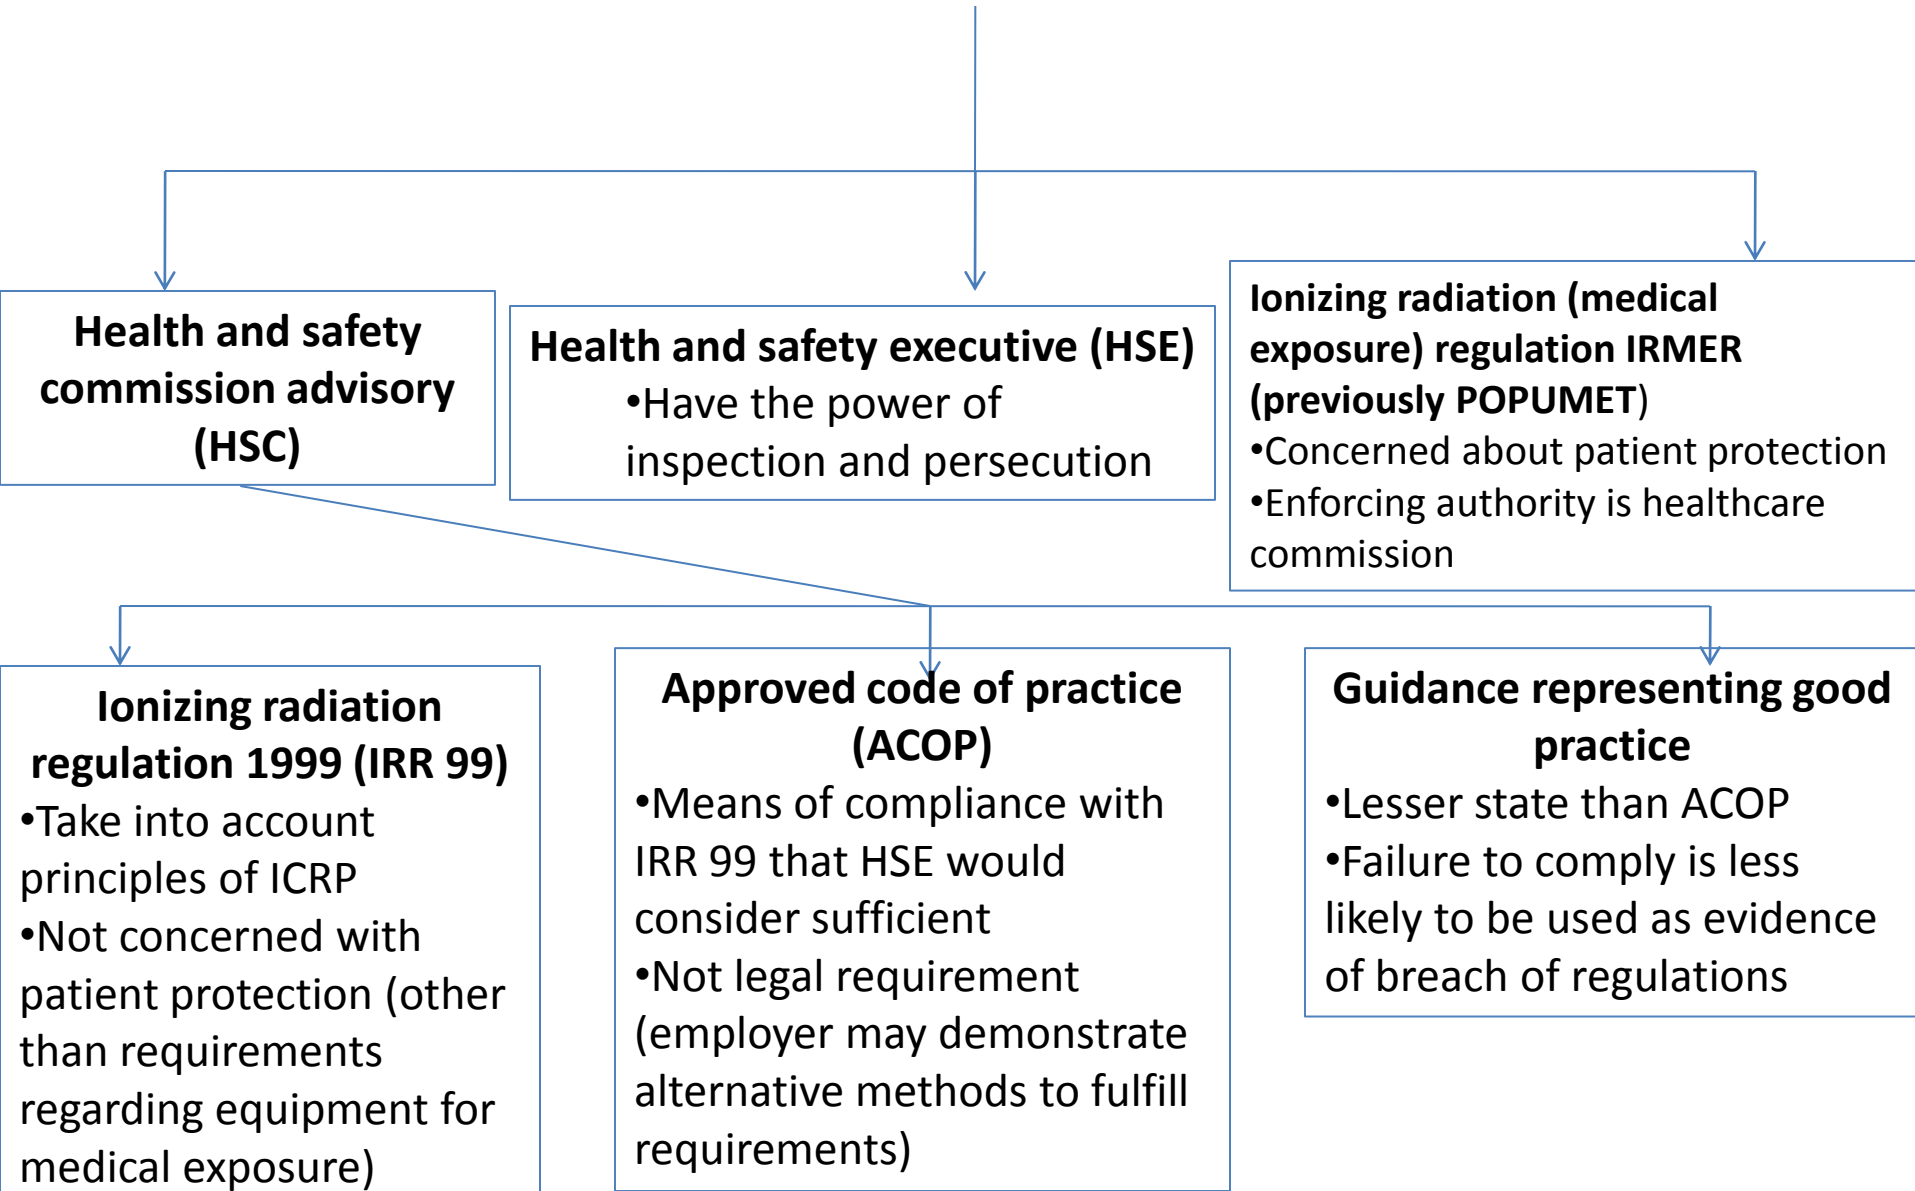 Health and safety
commission advisory
(HSC)
Health and safety executive (HSE)
•Have the power of
inspection and persecution
Ionizing radiation (medical
exposure) regulation IRMER
(previously POPUMET)
•Concerned about patient protection
•Enforcing authority is healthcare
commission
Ionizing radiation
regulation 1999 (IRR 99)
•Take into account
principles of ICRP
•Not concerned with
patient protection (other
than requirements
regarding equipment for
medical exposure)
Approved code of practice
(ACOP)
•Means of compliance with
IRR 99 that HSE would
consider sufficient
•Not legal requirement
(employer may demonstrate
alternative methods to fulfill
requirements)
Guidance representing good
practice
•Lesser state than ACOP
•Failure to comply is less
likely to be used as evidence
of breach of regulations